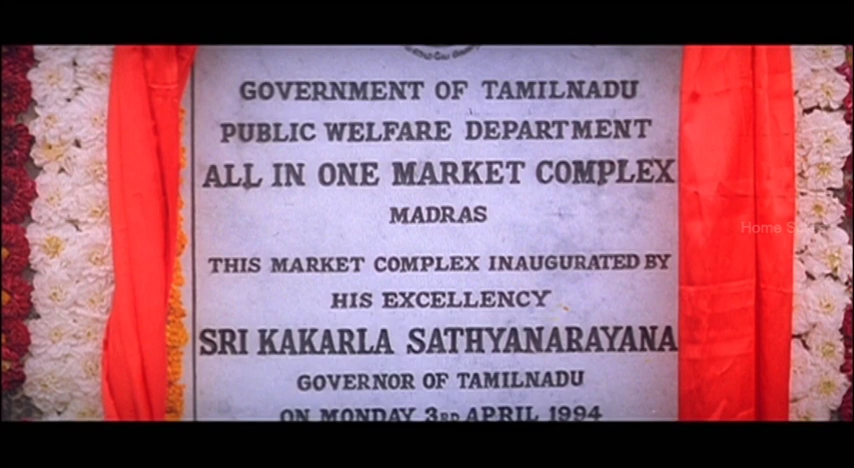 GOVERNMENT OF TAMILNADU
PUBLIC WELFARE DEPARTMENT
ALL IN ONE MARKET COMPLEX
MADRAS
THIS MARKET COMPLEX INAUGURATED BY
HIS EXCELLENCY
SRI KAKARLA SATHYANARAYANA
GOVERNOR OF TAMILNADU
ON MONDAY 3RD APRIL 1994
Home